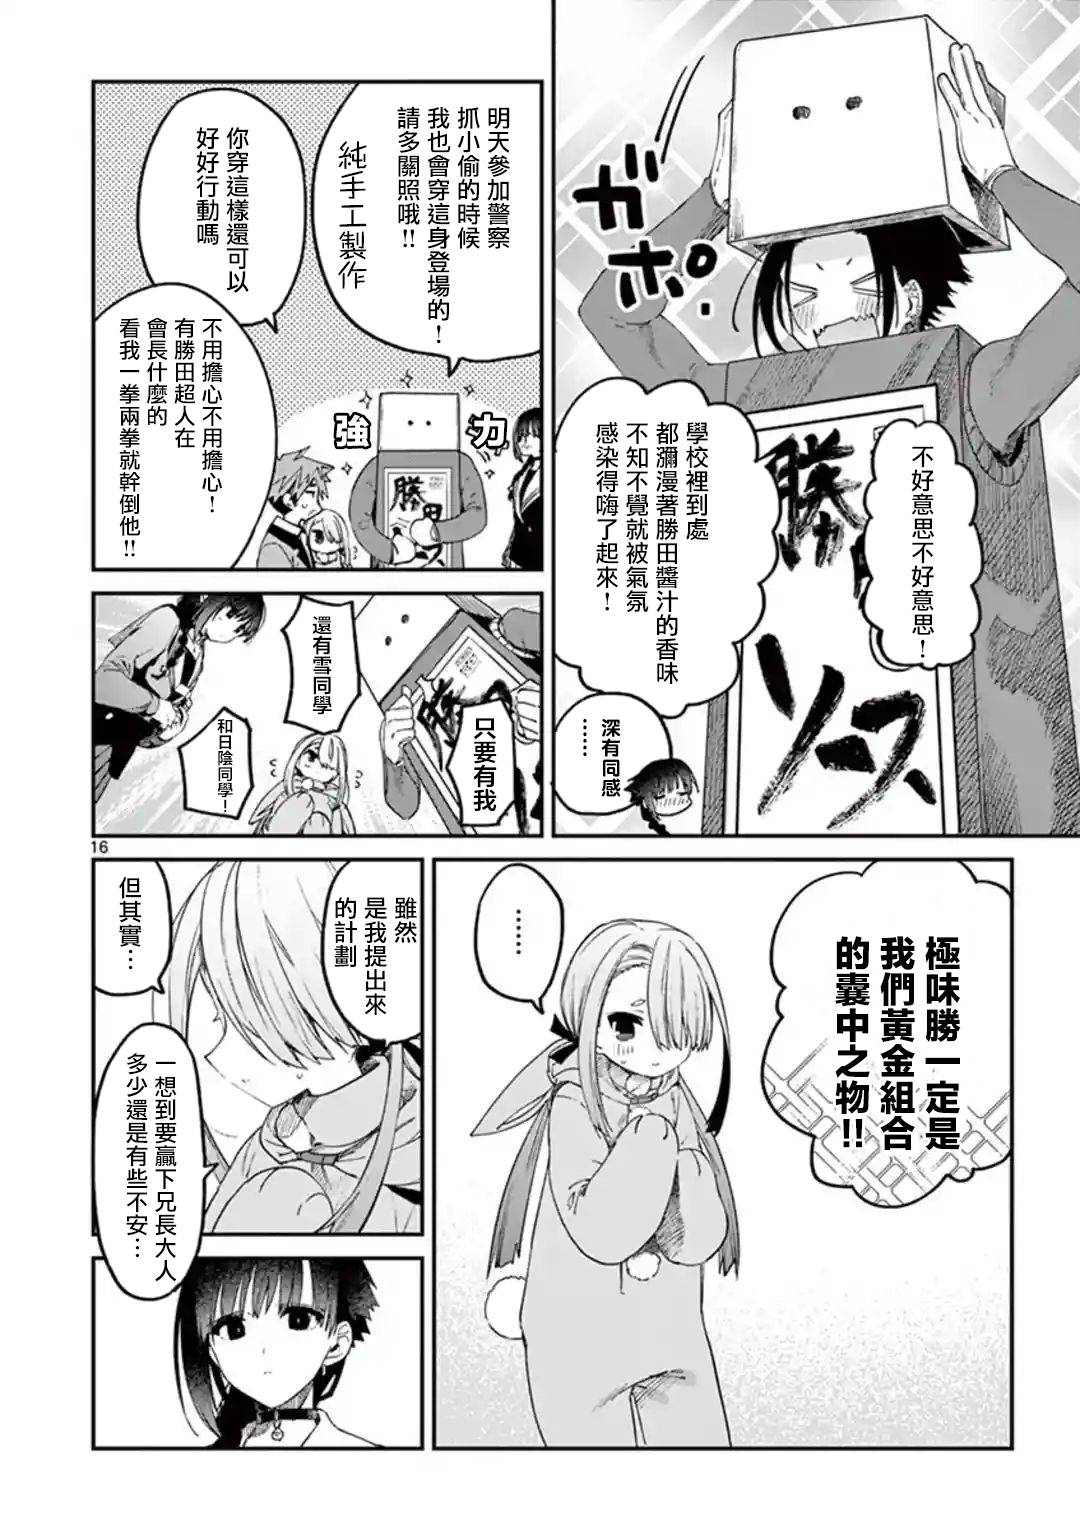 ガポ。
不好意思不好意思！
學校裡到處
都瀰漫著勝田醬汁的香味
不知不覺就被氣氛
感染得嗨了起來！
深有同感
……
勝田
ソース
明天參加警察
抓小偷的時候
我也會穿這身登場的！
請多關照哦!!
純手工製作
你穿這樣還可以
好好行動嗎
強力
勝田
不用擔心不用擔心！
有勝田超人在
會長什麼的
看我一拳兩拳就幹倒他!!
只要有我
還有雪同學
和日陰同學！
勝
16
極味勝一定是
我們黃金組合
的囊中之物!!
………
雖然
是我提出來
的計劃
但其實…
一想到要贏下兄長大人
多少還是有些不安…